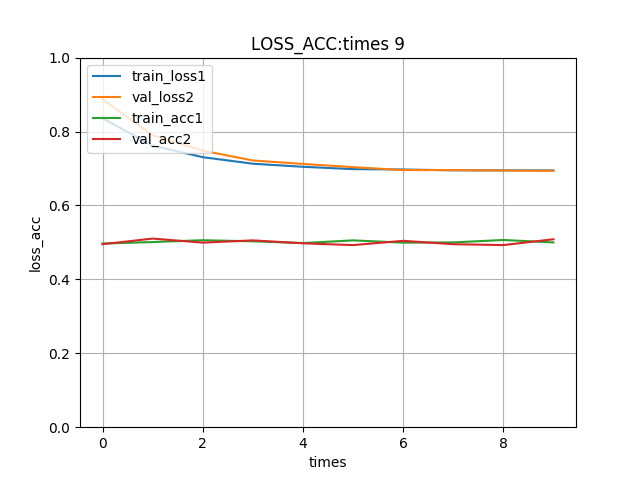 LOSS_ACC:times 9
1.0
train_loss1
val_loss2
train_acc1
val_acc2
0.8
0.6
loss_acc
0.4
0.2
0.0
0 2 4 6 8
times